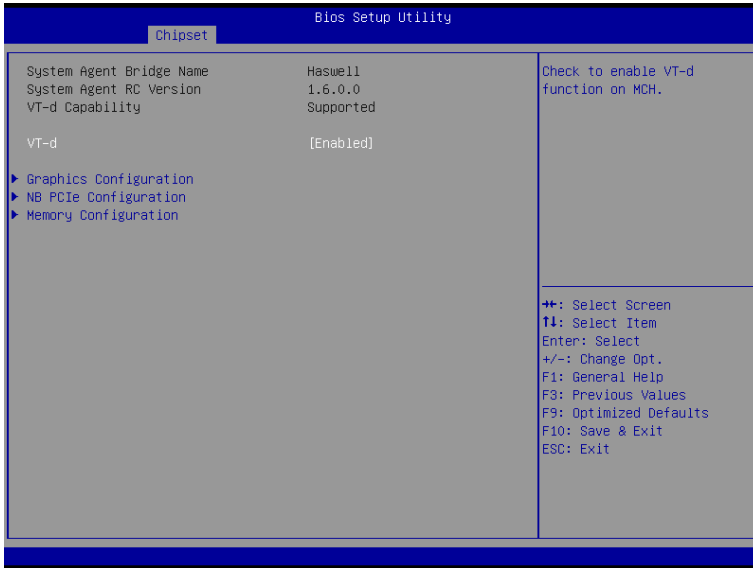 Bios Setup Utility
Chipset
System Agent Bridge Name Haswell
System Agent RC Version 1.6.0.0
VT-d Capability Supported
VT-d [Enabled]
Graphics Configuration
NB PCIe Configuration
Memory Configuration
Check to enable VT-d
function on MCH.
→←: Select Screen
↑↓: Select Item
Enter: Select
+/-: Change Opt.
F1: General Help
F3: Previous Values
F9: Optimized Defaults
F10: Save & Exit
ESC: Exit